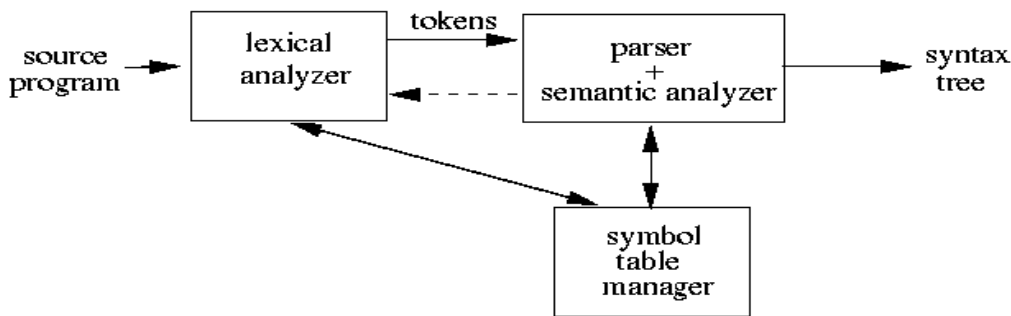 source
program
lexical
analyzer
tokens
parser
+
semantic analyzer
syntax
tree
symbol
table
manager